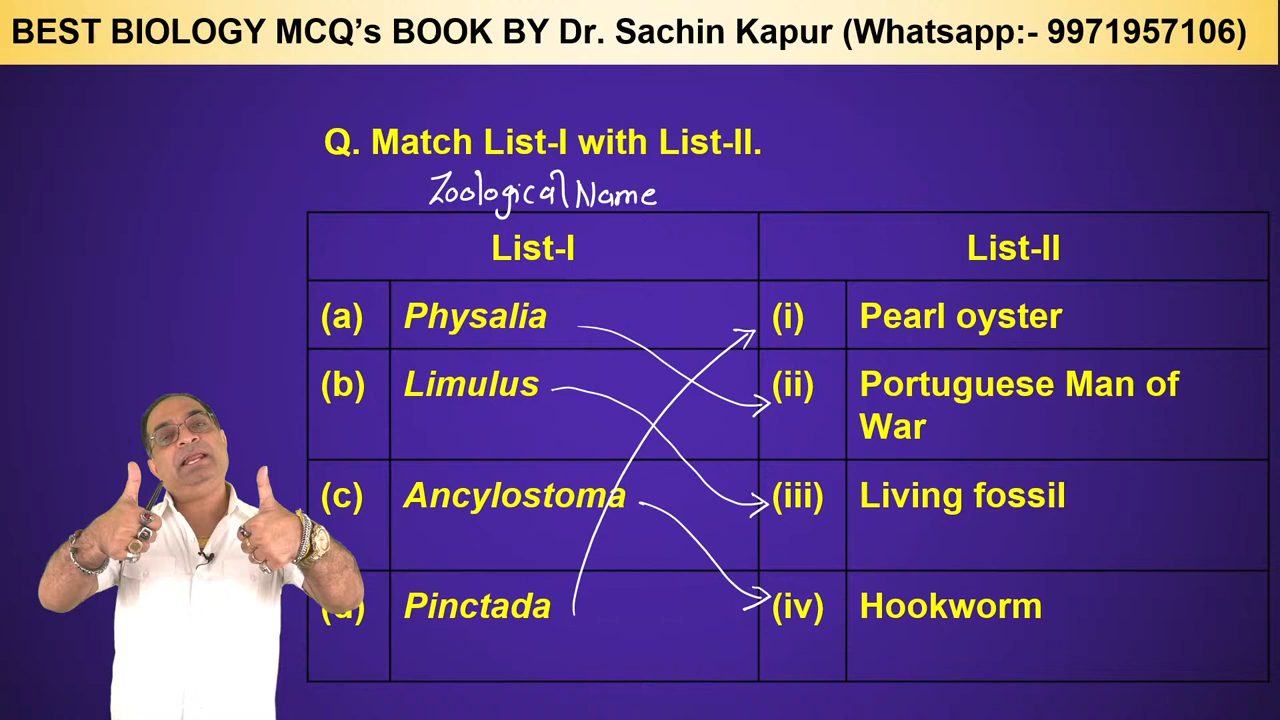 BEST BIOLOGY MCQ's BOOK BY Dr. Sachin Kapur (Whatsapp:- 9971957106)
Q. Match List-I with List-II.
Zoological Name
List-I List-II
(a) Physalia (i) Pearl oyster
(b) Limulus (ii) Portuguese Man of
War
(c) Ancylostoma (iii) Living fossil
(d) Pinctada (iv) Hookworm